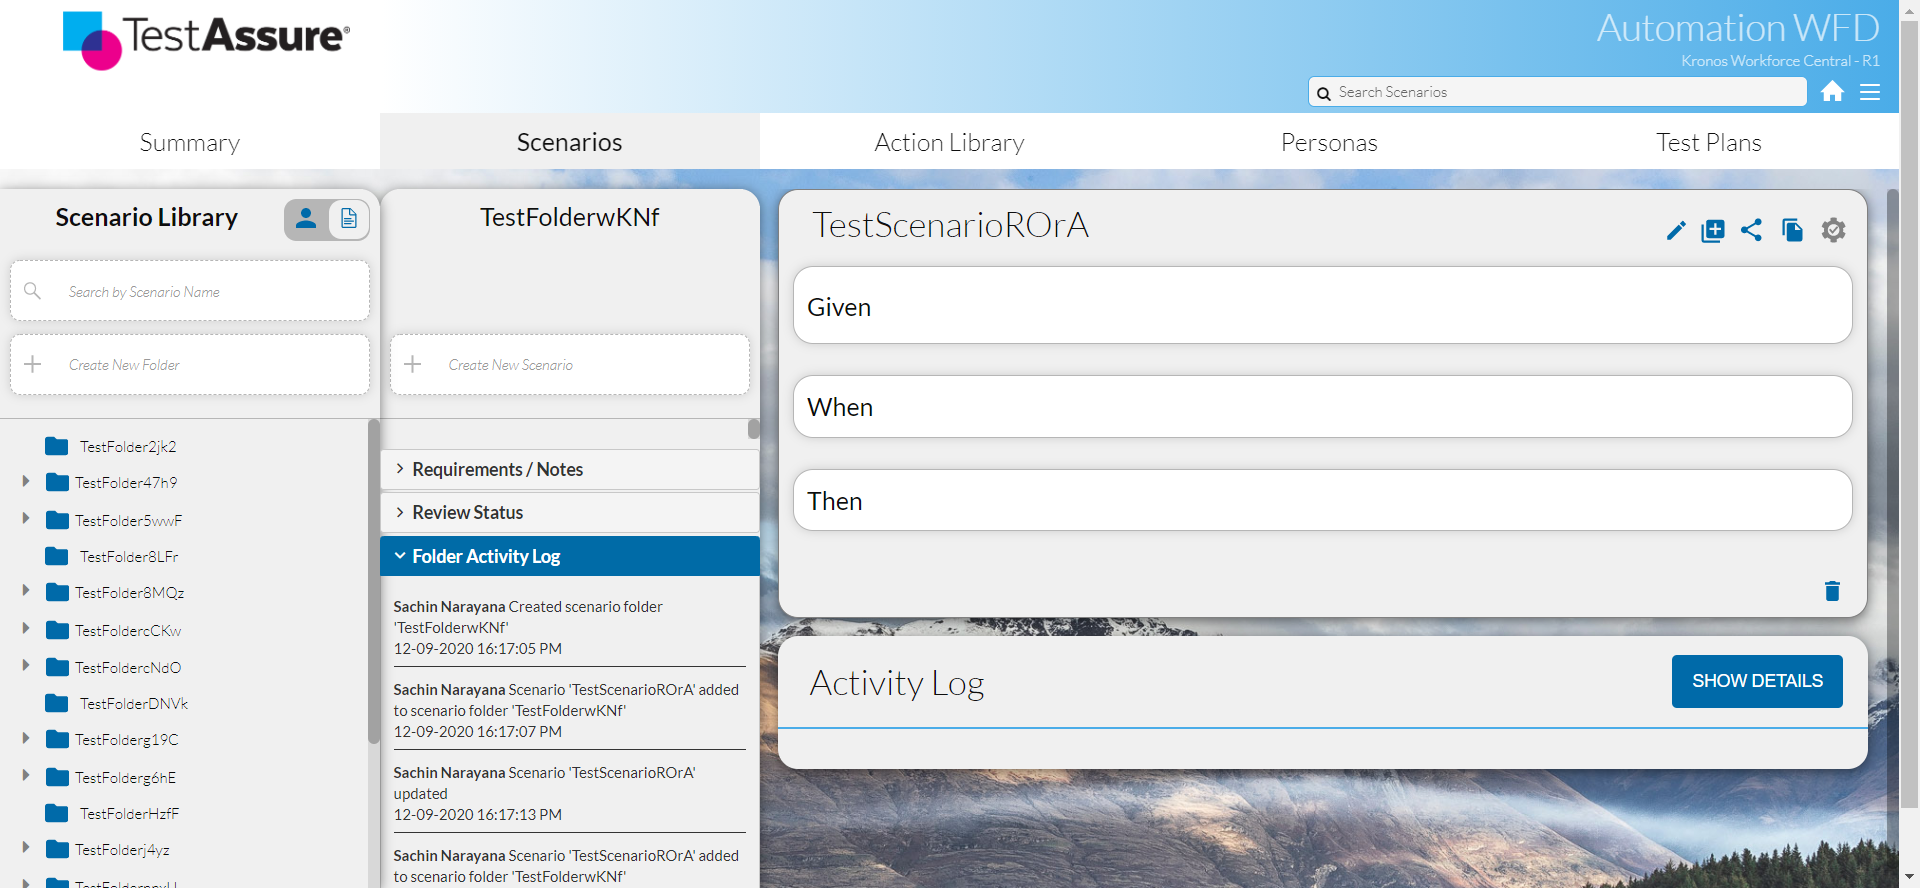 TestAssure®
Automation WFD
Kronos Workforce Central - R1
Search Scenarios
Summary
Scenarios
Action Library
Personas
Test Plans
Scenario Library
Search by Scenario Name
Create New Folder
TestFolder2jk2
TestFolder47h9
TestFolder5wwF
TestFolder8LFr
TestFolder8MQz
TestFoldercCKw
TestFoldercNdO
TestFolderDNVk
TestFolderg19C
TestFolderg6hE
TestFolderHzfF
TestFolderj4yz
TestFolderwKNf
Create New Scenario
Requirements / Notes
Review Status
Folder Activity Log
Sachin Narayana Created scenario folder
'TestFolderwKNf'
12-09-2020 16:17:05 PM
Sachin Narayana Scenario 'TestScenarioROrA' added
to scenario folder 'TestFolderwKNf'
12-09-2020 16:17:07 PM
Sachin Narayana Scenario 'TestScenarioROrA'
updated
12-09-2020 16:17:13 PM
Sachin Narayana Scenario 'TestScenarioROrA' added
to scenario folder 'TestFolderwKNf'
TestScenarioROrA
Given
When
Then
Activity Log
SHOW DETAILS